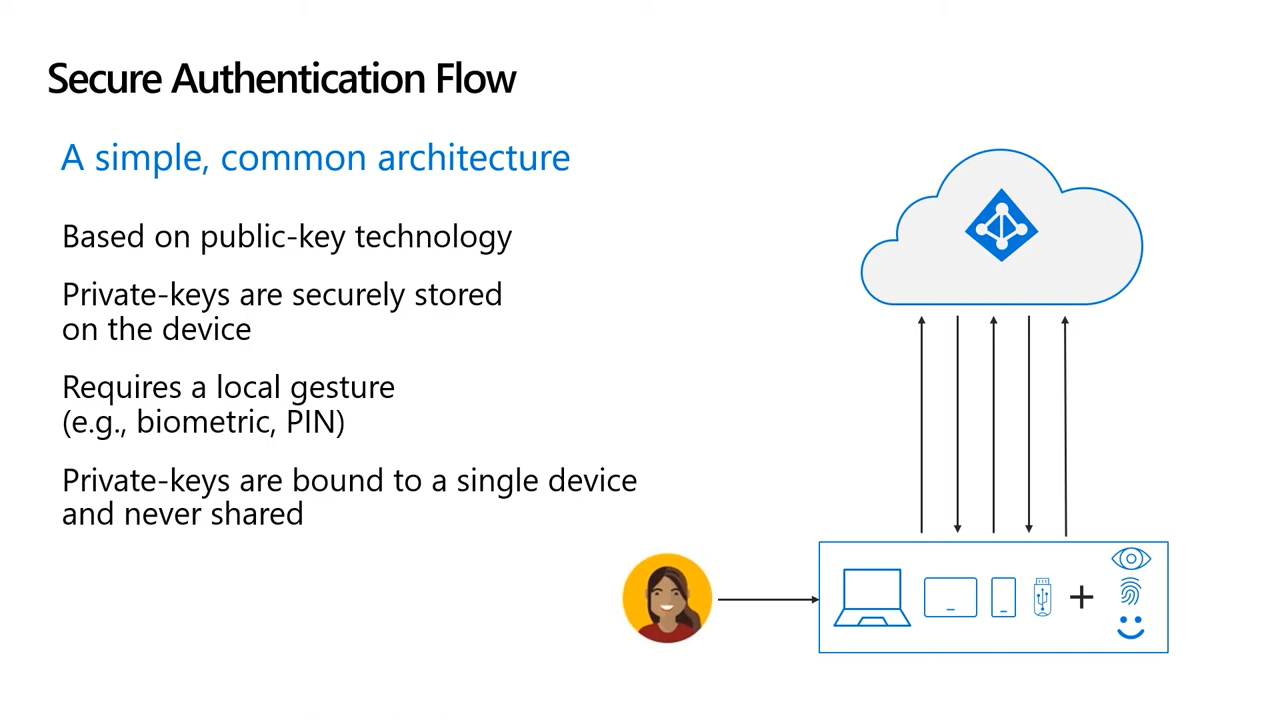 Secure Authentication Flow
A simple, common architecture
Based on public-key technology
Private-keys are securely stored
on the device
Requires a local gesture
(e.g., biometric, PIN)
Private-keys are bound to a single device
and never shared
+